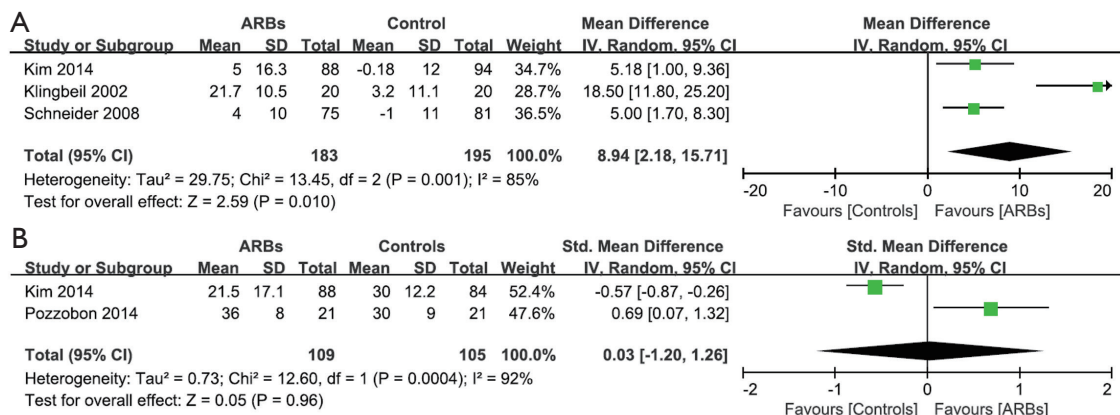 A
ARBs Control Mean Difference Mean Difference
Study or Subgroup Mean SD Total Mean SD Total Weight IV. Random. 95% CI IV. Random. 95% CI
Kim 2014 5 16.3 88 -0.18 12 94 34.7% 5.18 [1.00, 9.36]
Klingbeil 2002 21.7 10.5 20 3.2 11.1 20 28.7% 18.50 [11.80, 25.20]
Schneider 2008 4 10 75 -1 11 81 36.5% 5.00 [1.70, 8.30]
Total (95% CI) 183 195 100.0% 8.94 [2.18, 15.71]
Heterogeneity: Tau² = 29.75; Chi² = 13.45, df = 2 (P = 0.001); I² = 85%
Test for overall effect: Z = 2.59 (P = 0.010)
-20 -10 0 10 20
Favours [Controls] Favours [ARBs]
B
ARBs Controls Std. Mean Difference Std. Mean Difference
Study or Subgroup Mean SD Total Mean SD Total Weight IV. Random. 95% CI IV. Random. 95% CI
Kim 2014 21.5 17.1 88 30 12.2 84 52.4% -0.57 [-0.87, -0.26]
Pozzobon 2014 36 8 21 30 9 21 47.6% 0.69 [0.07, 1.32]
Total (95% CI) 109 105 100.0% 0.03 [-1.20, 1.26]
Heterogeneity: Tau² = 0.73; Chi² = 12.60, df = 1 (P = 0.0004); I² = 92%
Test for overall effect: Z = 0.05 (P = 0.96)
-2 -1 0 1 2
Favours [Controls] Favours [ARBs]